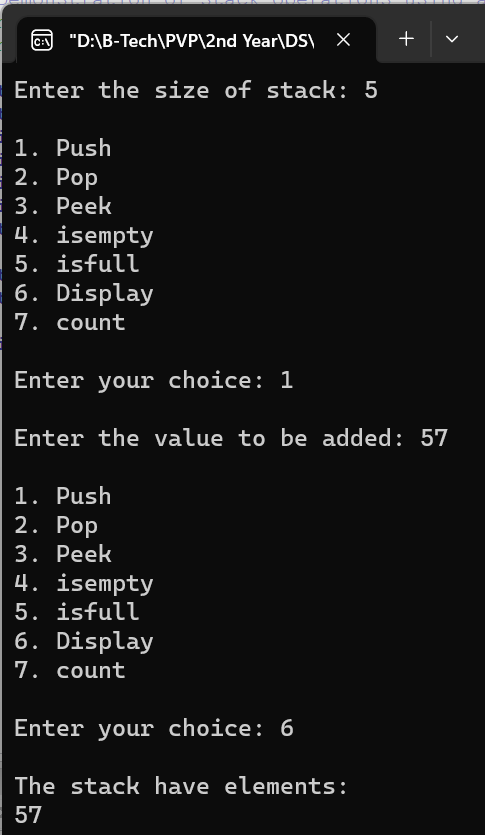 "D:\B-Tech\PVP\2nd Year\DS\
Enter the size of stack: 5
1. Push
2. Pop
3. Peek
4. isempty
5. isfull
6. Display
7. count
Enter your choice: 1
Enter the value to be added: 57
1. Push
2. Pop
3. Peek
4. isempty
5. isfull
6. Display
7. count
Enter your choice: 6
The stack have elements:
57